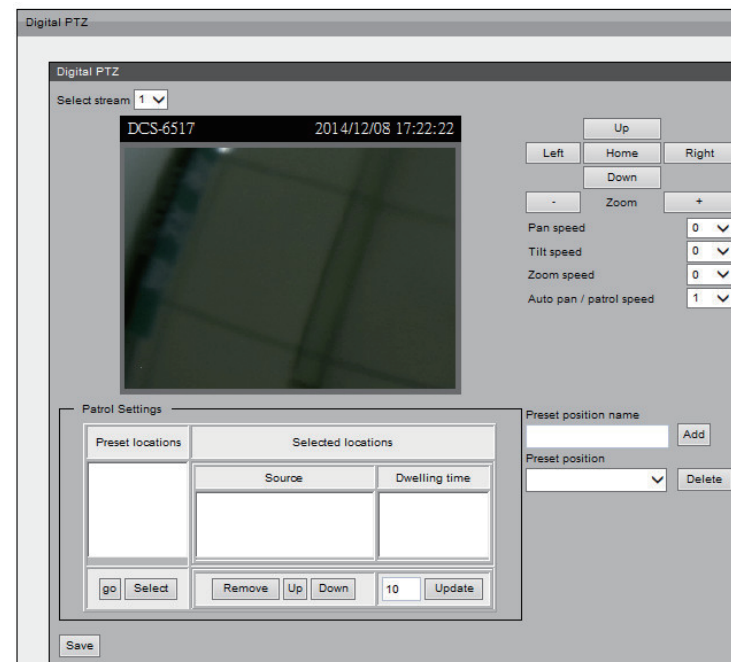 Digital PTZ
Digital PTZ
Select stream 1
DCS-6517 2014/12/08 17:22:22
Up
Left Home Right
Down
- Zoom +
Pan speed 0
Tilt speed 0
Zoom speed 0
Auto pan / patrol speed 1
Patrol Settings
Preset locations Selected locations
Source Dwelling time
go Select Remove Up Down 10 Update
Preset position name
Add
Preset position
Delete
Save